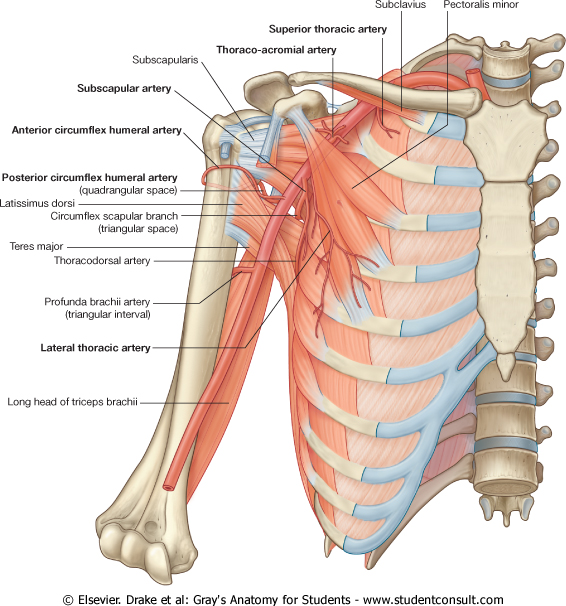 Subclavius
Pectoralis minor
Superior thoracic artery
Thoraco-acromial artery
Subscapularis
Subscapular artery
Anterior circumflex humeral artery
Posterior circumflex humeral artery
(quadrangular space)
Latissimus dorsi
Circumflex scapular branch
(triangular space)
Teres major
Thoracodorsal artery
Profunda brachii artery
(triangular interval)
Lateral thoracic artery
Long head of triceps brachii
© Elsevier. Drake et al: Gray's Anatomy for Students - www.studentconsult.com